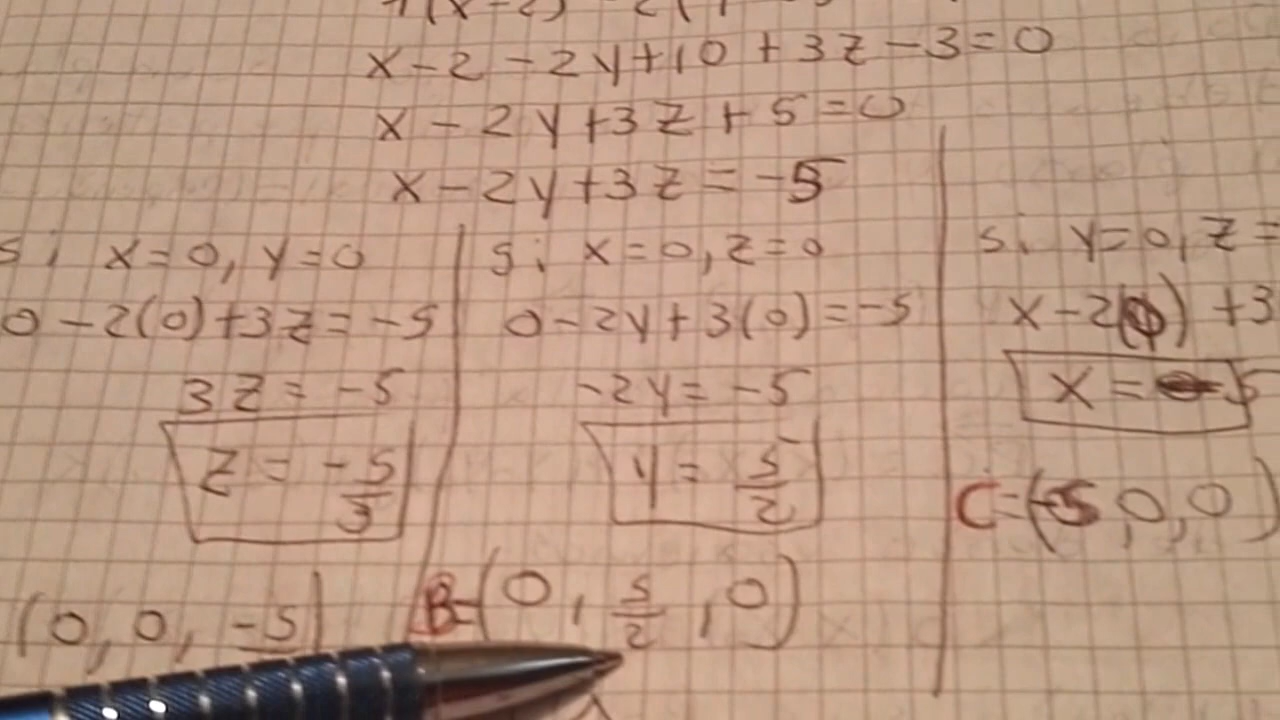 x - 2 - 2y + 10 + 3z - 3 = 0
x - 2y + 3z + 5 = 0
x - 2y + 3z = -5
si x = 0, y = 0
0 - 2(0) + 3z = -5
3z = -5
z = -5/3
(0, 0, -5
si x = 0, z = 0
0 - 2y + 3(0) = -5
-2y = -5
y = 5/2
B = (0, 5/2, 0)
si y = 0, z =
x - 2(0) + 3
x = -5
C = (-5, 0, 0)